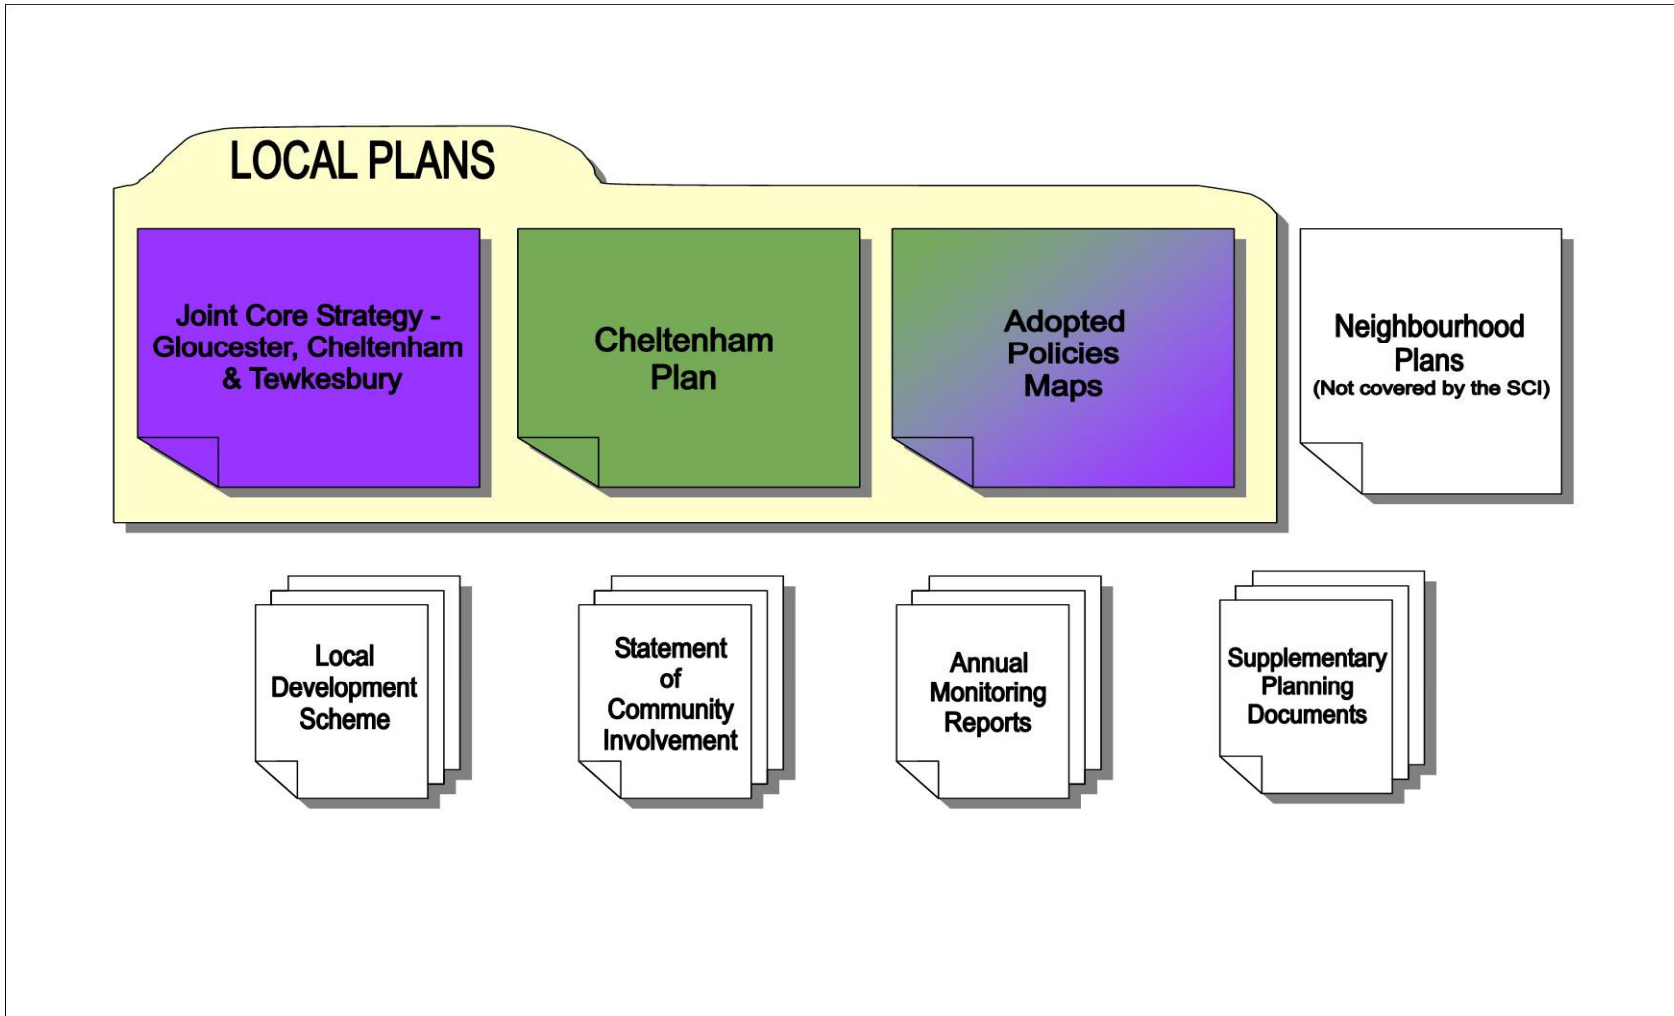 LOCAL PLANS
Joint Core Strategy -
Gloucester, Cheltenham
& Tewkesbury
Cheltenham
Plan
Adopted
Policies
Maps
Neighbourhood
Plans
(Not covered by the SCI)
Local
Development
Scheme
Statement
of
Community
Involvement
Annual
Monitoring
Reports
Supplementary
Planning
Documents